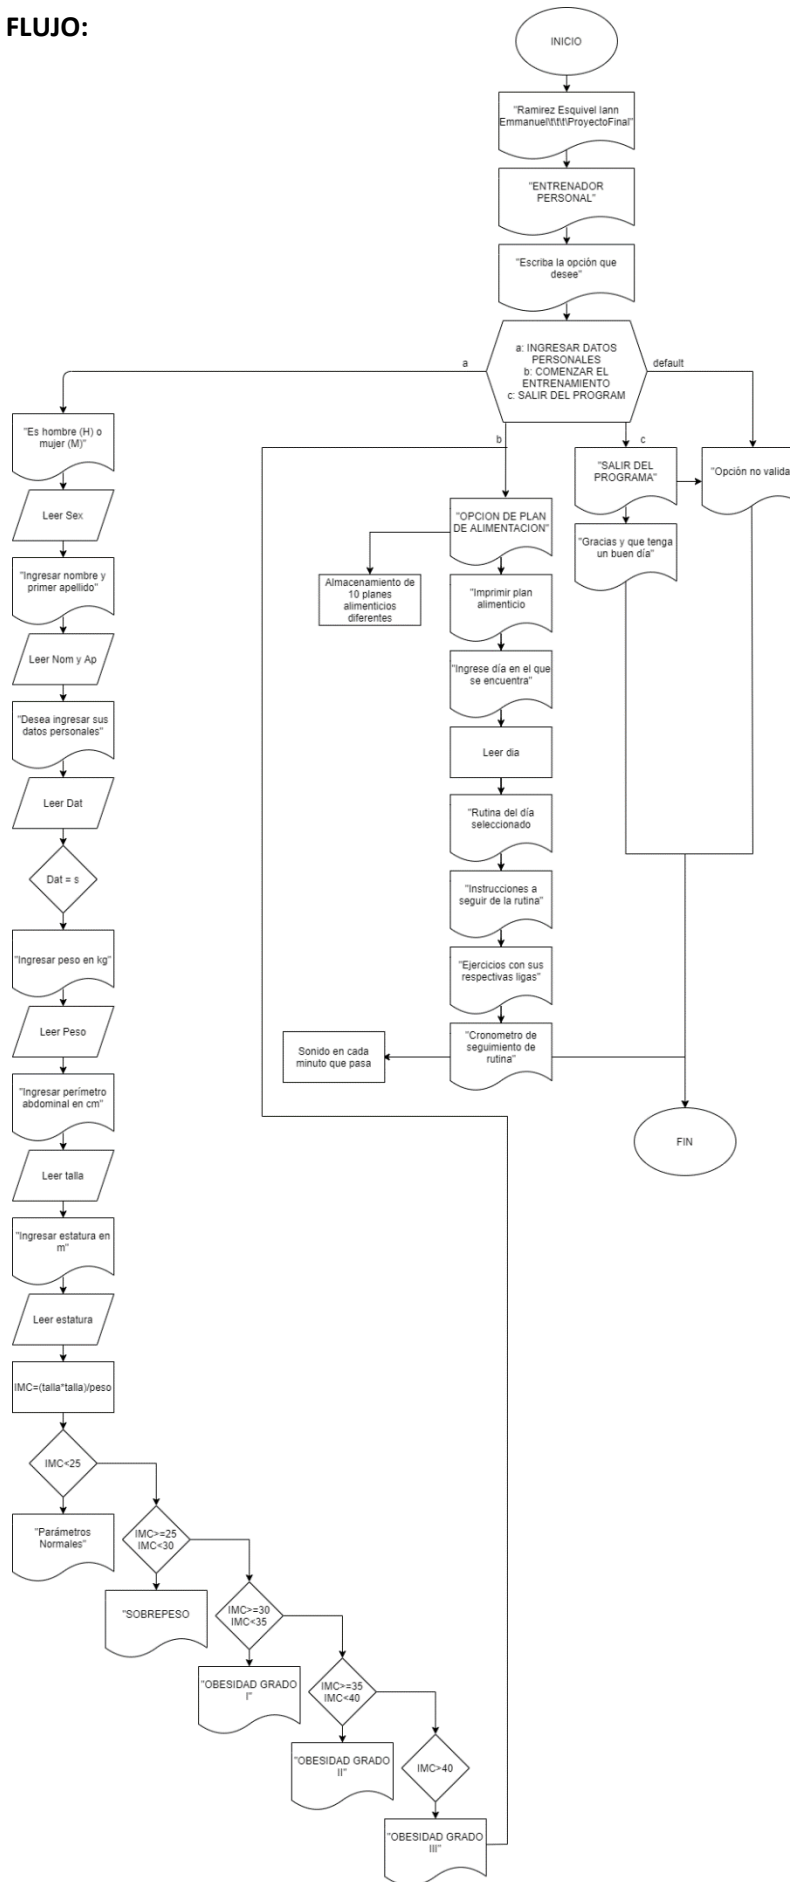 FLUJO:
INICIO
"Ramirez Esquivel Iann
Emmanuel\t\t\t\ProyectoFinal"
"ENTRENADOR
PERSONAL"
"Escriba la opción que
desee"
a: INGRESAR DATOS
PERSONALES
b: COMENZAR EL
ENTRENAMIENTO
c: SALIR DEL PROGRAM
a
default
b
c
"Es hombre (H) o
mujer (M)"
Leer Sex
"Ingresar nombre y
primer apellido"
Leer Nom y Ap
"Desea ingresar sus
datos personales"
Leer Dat
Dat = s
"Ingresar peso en kg"
Leer Peso
"Ingresar perímetro
abdominal en cm"
Leer talla
"Ingresar estatura en
m"
Leer estatura
IMC=(talla*talla)/peso
IMC<25
"Parámetros
Normales"
IMC>=25
IMC<30
"SOBREPESO
IMC>=30
IMC<35
"OBESIDAD GRADO
I"
IMC>=35
IMC<40
"OBESIDAD GRADO
II"
IMC>40
"OBESIDAD GRADO
III"
"OPCION DE PLAN
DE ALIMENTACION"
Almacenamiento de
10 planes
alimenticios
diferentes
"Imprimir plan
alimenticio
"Ingrese día en el que
se encuentra"
Leer dia
"Rutina del día
seleccionado
"Instrucciones a
seguir de la rutina"
"Ejercicios con sus
respectivas ligas"
"Cronometro de
seguimiento de
rutina"
Sonido en cada
minuto que pasa
"SALIR DEL
PROGRAMA"
"Gracias y que tenga
un buen día"
"Opción no valida
FIN